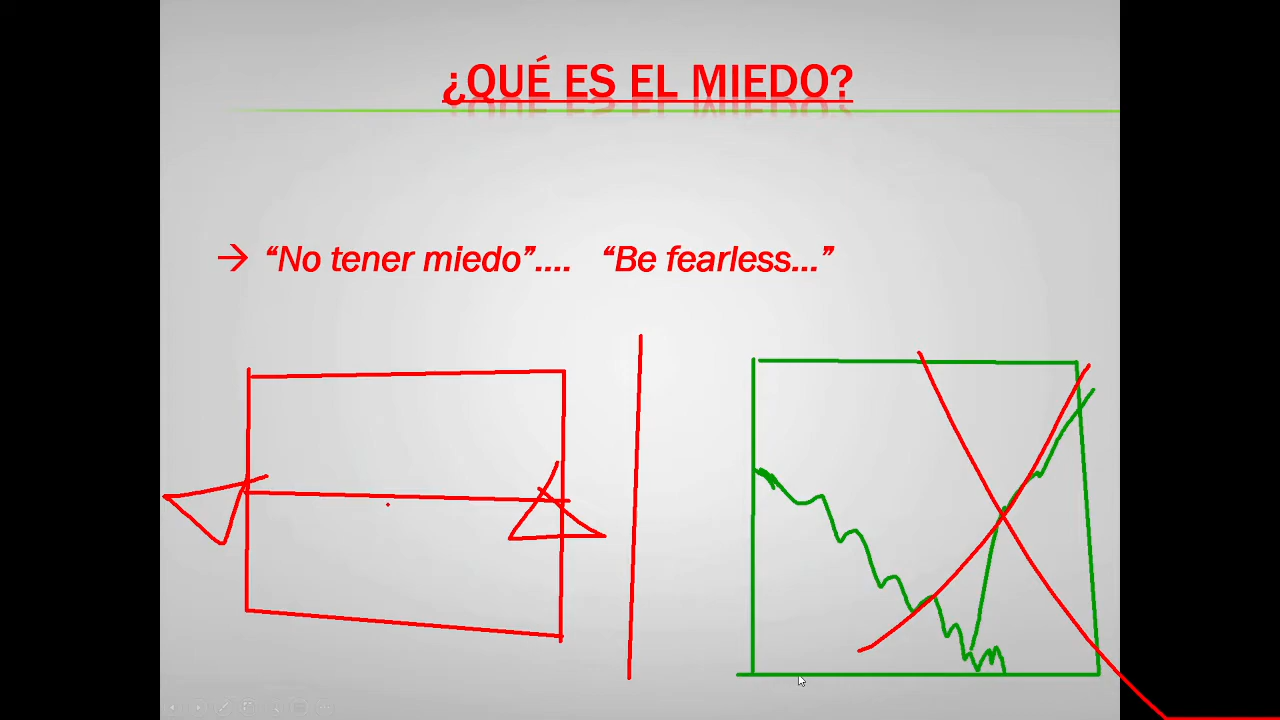 ¿QUÉ ES EL MIEDO?
→ “No tener miedo”.... “Be fearless...”